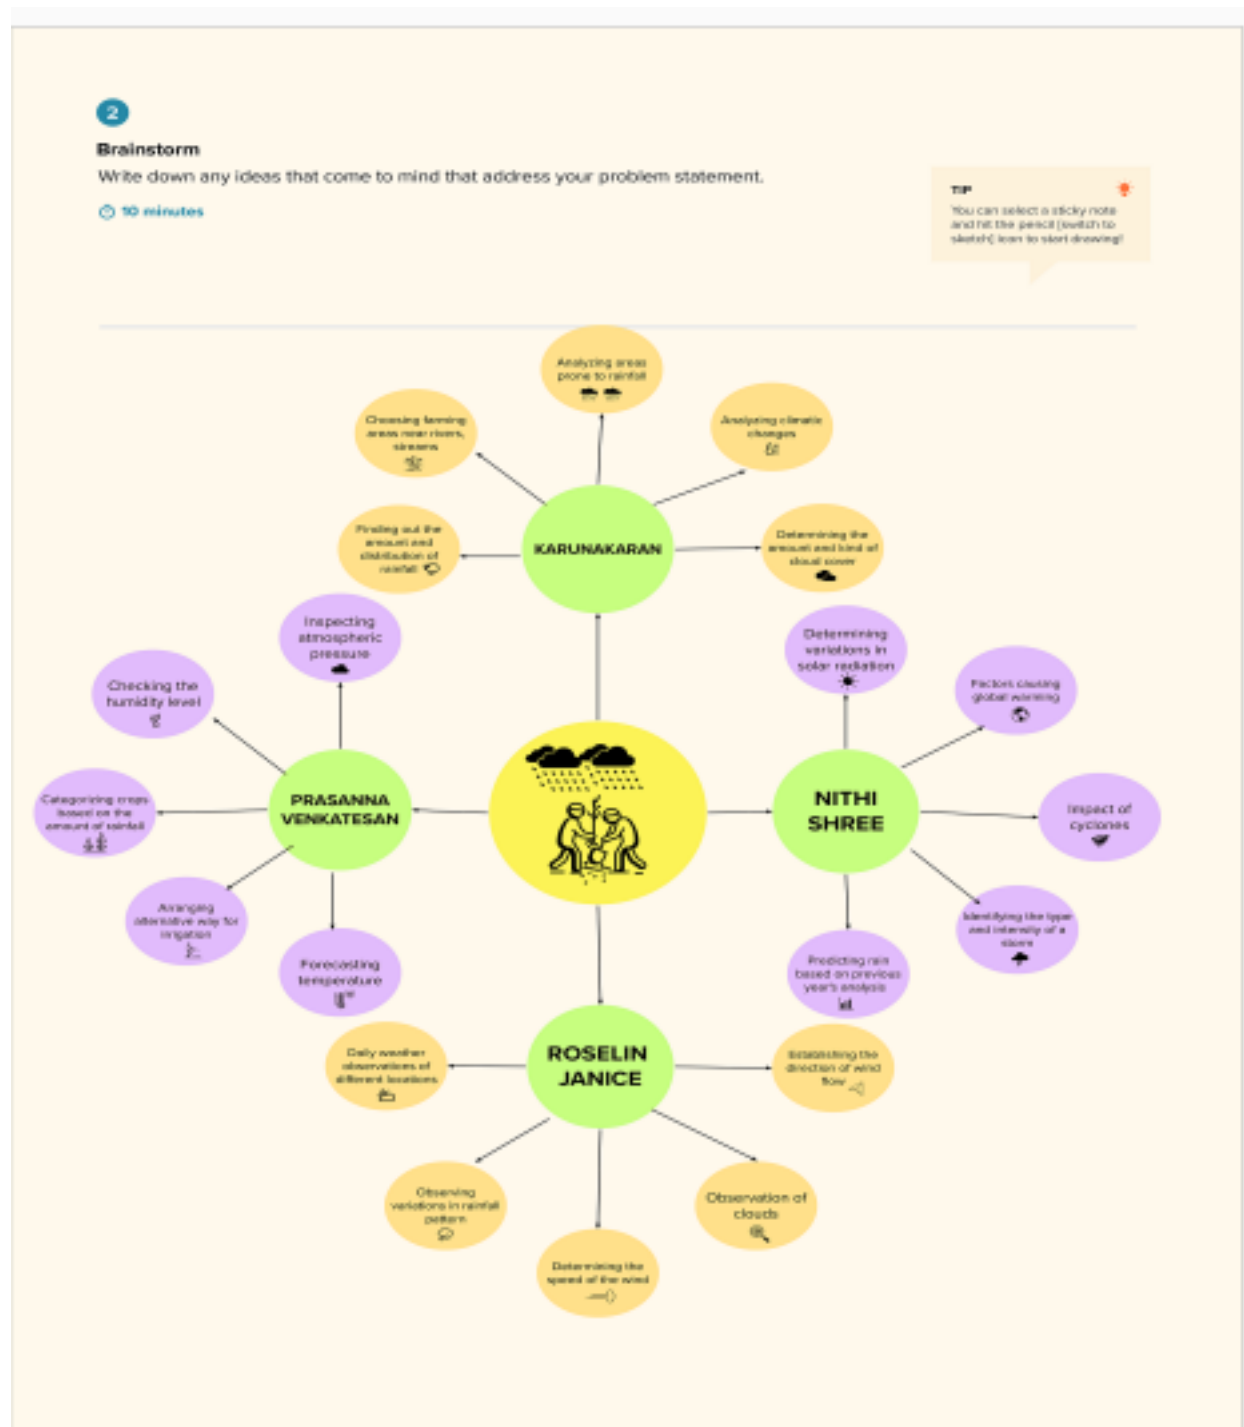 2
Brainstorm
Write down any ideas that come to mind that address your problem statement.
10 minutes
TIP
You can select a sticky note
and hit the pencil [switch to
sketch] icon to start drawing!
Analyzing areas
prone to rainfall
Choosing farming
areas near rivers,
streams
Analyzing climatic
changes
Finding out the
amount and
distribution of
rainfall
KARUNAKARAN
Determining the
amount and kind of
cloud cover
Inspecting
atmospheric
pressure
Checking the
humidity level
Categorizing crops
based on the
amount of rainfall
PRASANNA
VENKATESAN
Arranging
alternative way for
irrigation
Forecasting
temperature
Determining
variations in
solar radiation
Factors causing
global warming
NITHI
SHREE
Impact of
cyclones
Identifying the type
and intensity of a
storm
Predicting rain
based on previous
year's analysis
ROSELIN
JANICE
Daily weather
observations of
different locations
Establishing the
direction of wind
flow
Observing
variations in rainfall
pattern
Observation of
clouds
Determining the
speed of the wind